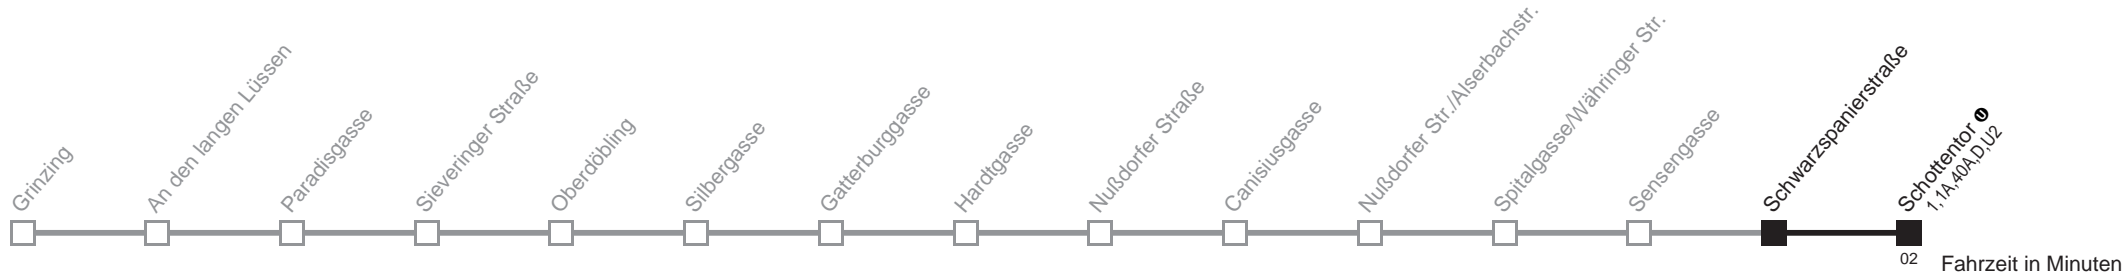 Grinzing
An den langen Lüssen
Paradisgasse
Sieveringer Straße
Oberdöbling
Silbergasse
Gatterburggasse
Hardtgasse
Nußdorfer Straße
Canisiusgasse
Nußdorfer Str./Alserbachstr.
Spitalgasse/Währinger Str.
Sensengasse
Schwarzspanierstraße
Schottentor U
1, 1A,40A,D,U2
02
Fahrzeit in Minuten